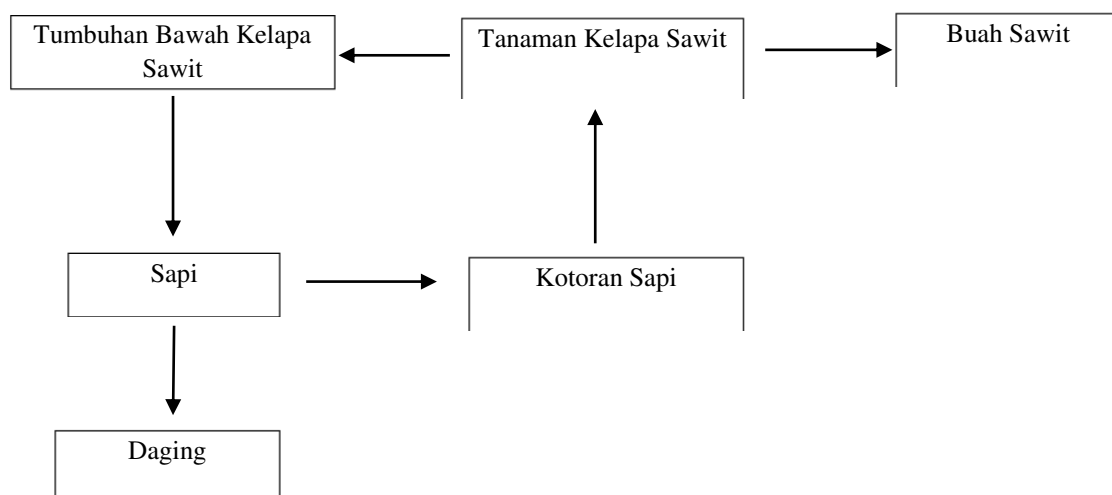 Tumbuhan Bawah Kelapa
Sawit
Tanaman Kelapa Sawit
Buah Sawit
Sapi
Kotoran Sapi
Daging